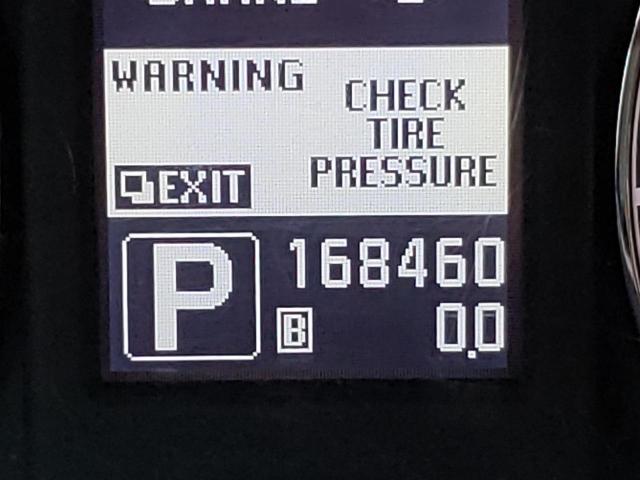 WARNING
CHECK
TIRE
PRESSURE
EXIT
P
168460
B
0.0